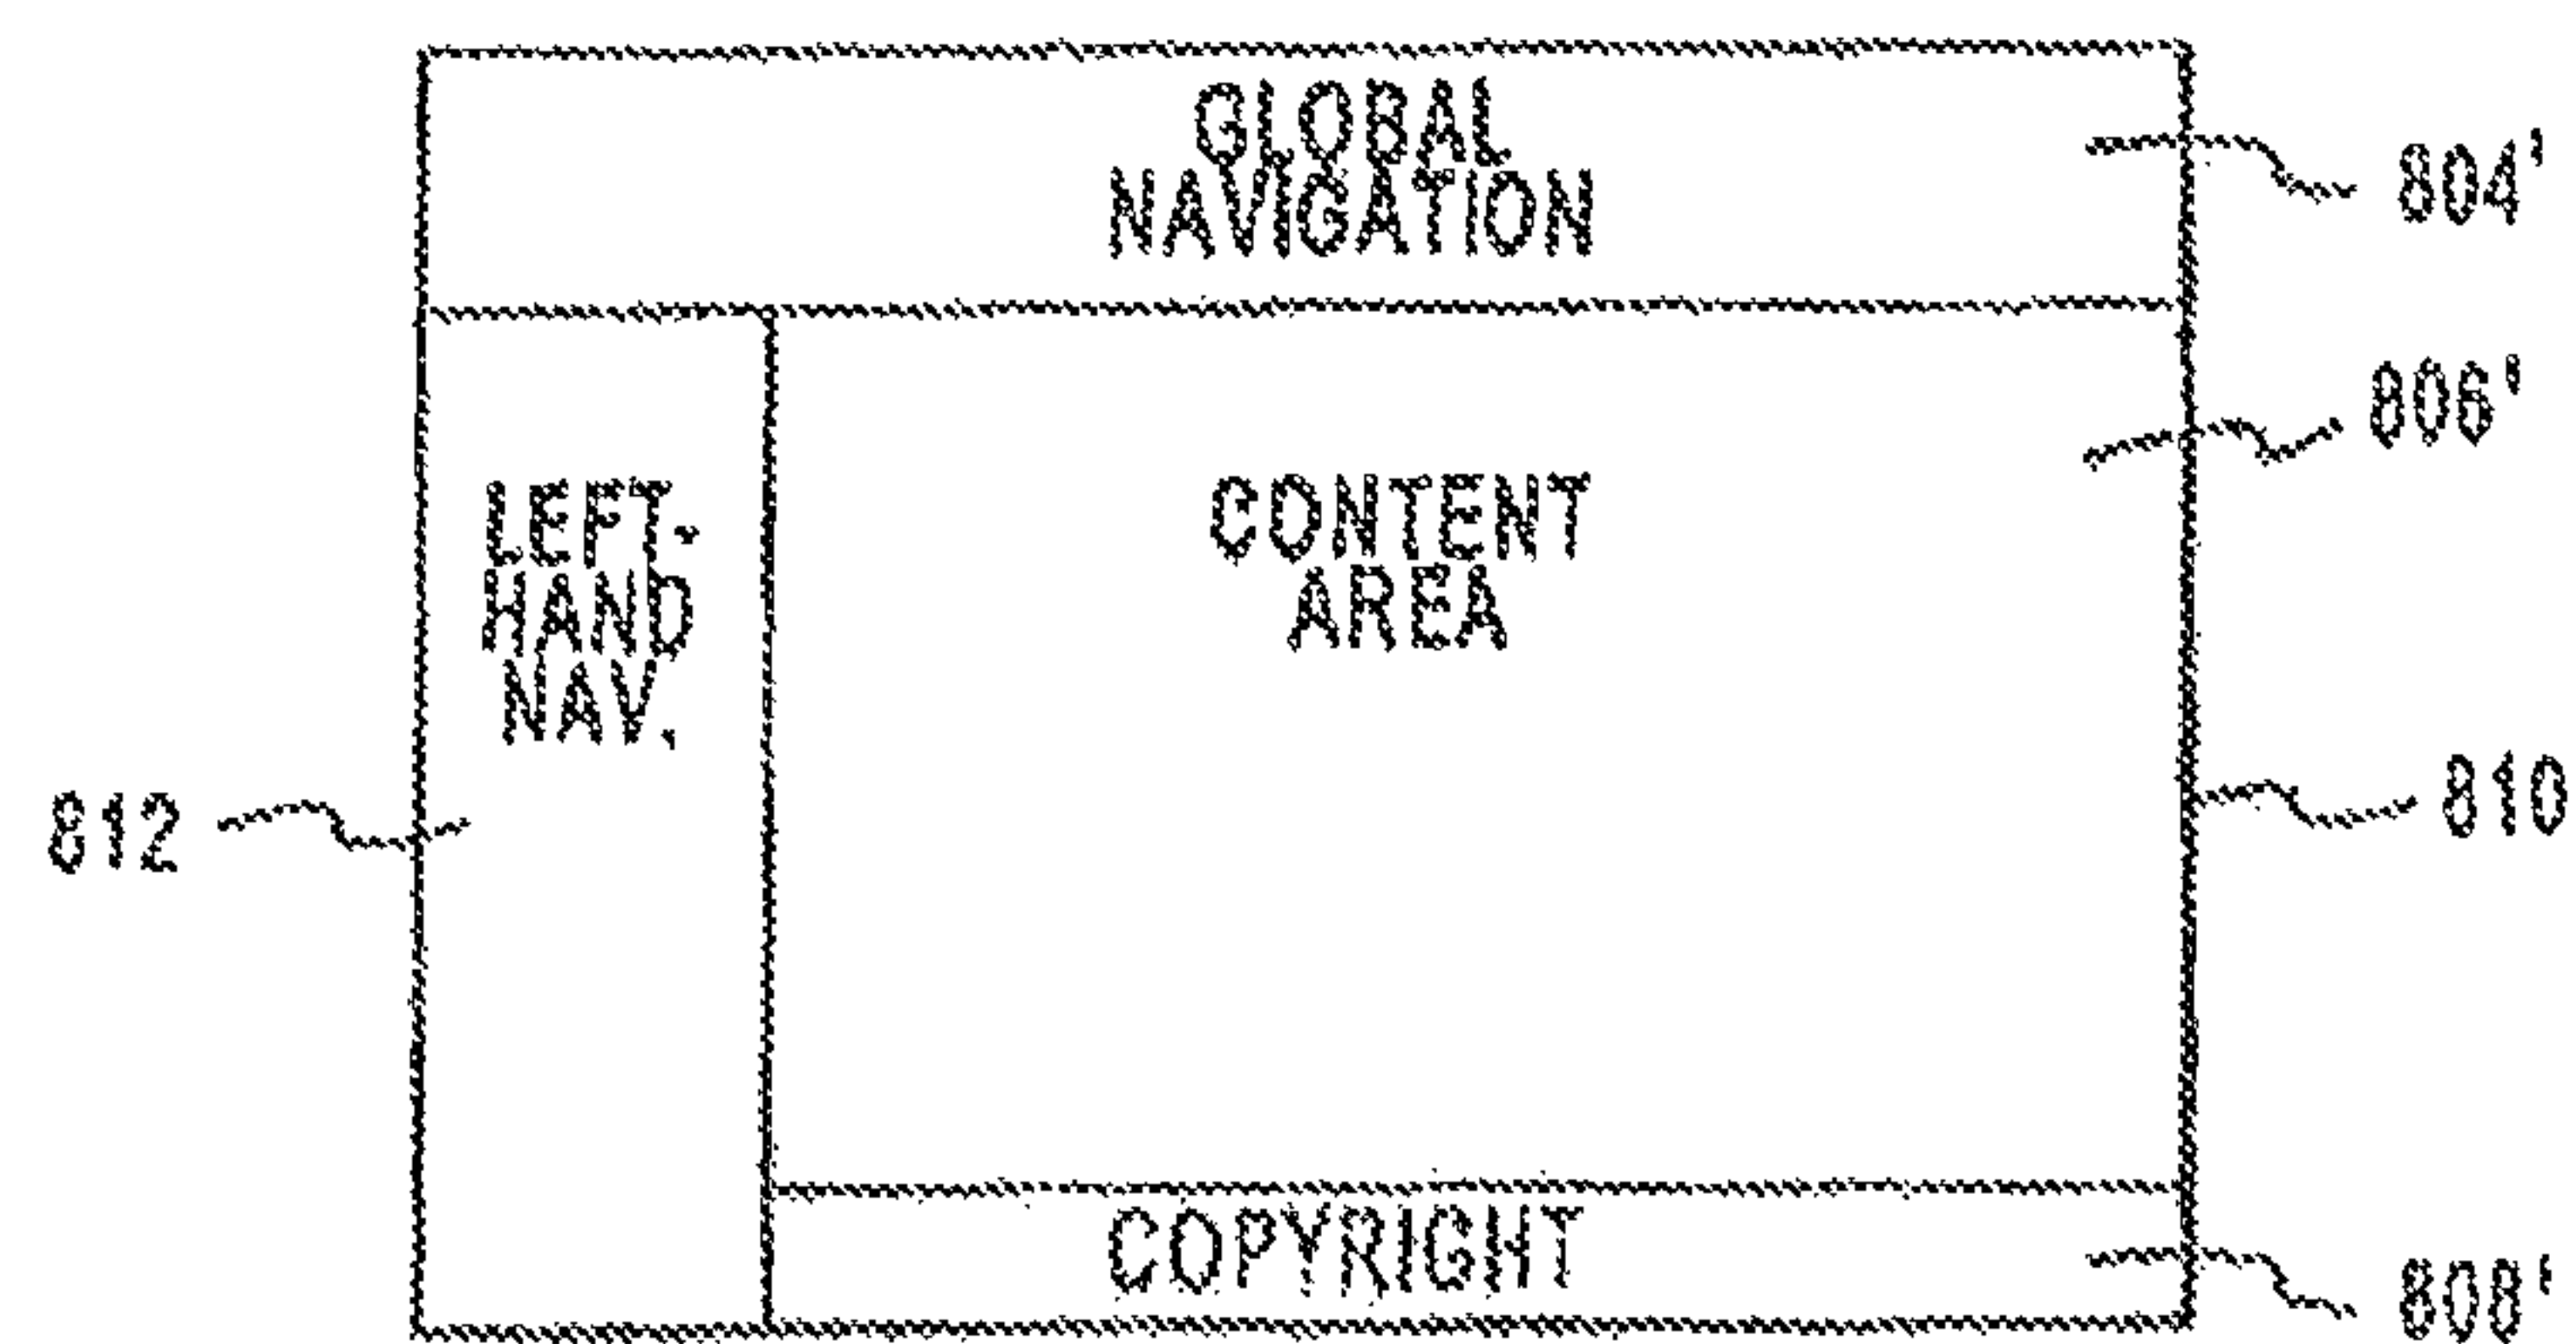 GLOBAL
NAVIGATION
804'
806'
LEFT-
HAND
NAV.
CONTENT
AREA
812
810
COPYRIGHT
808'